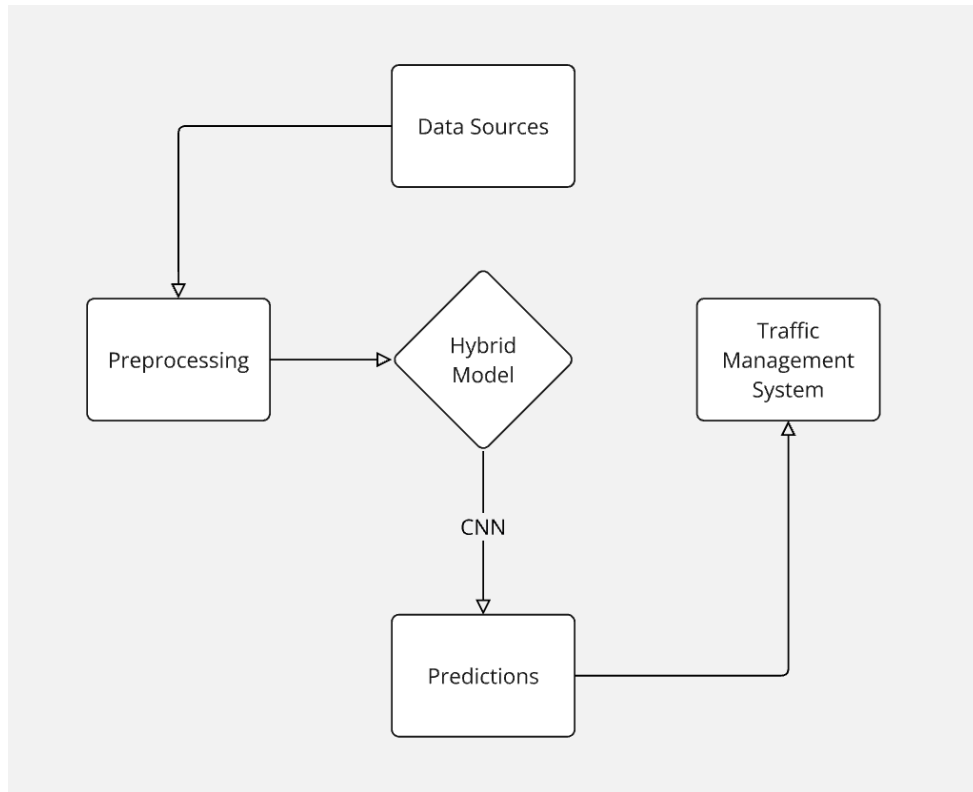 Data Sources
Preprocessing
Hybrid
Model
Traffic
Management
System
CNN
Predictions